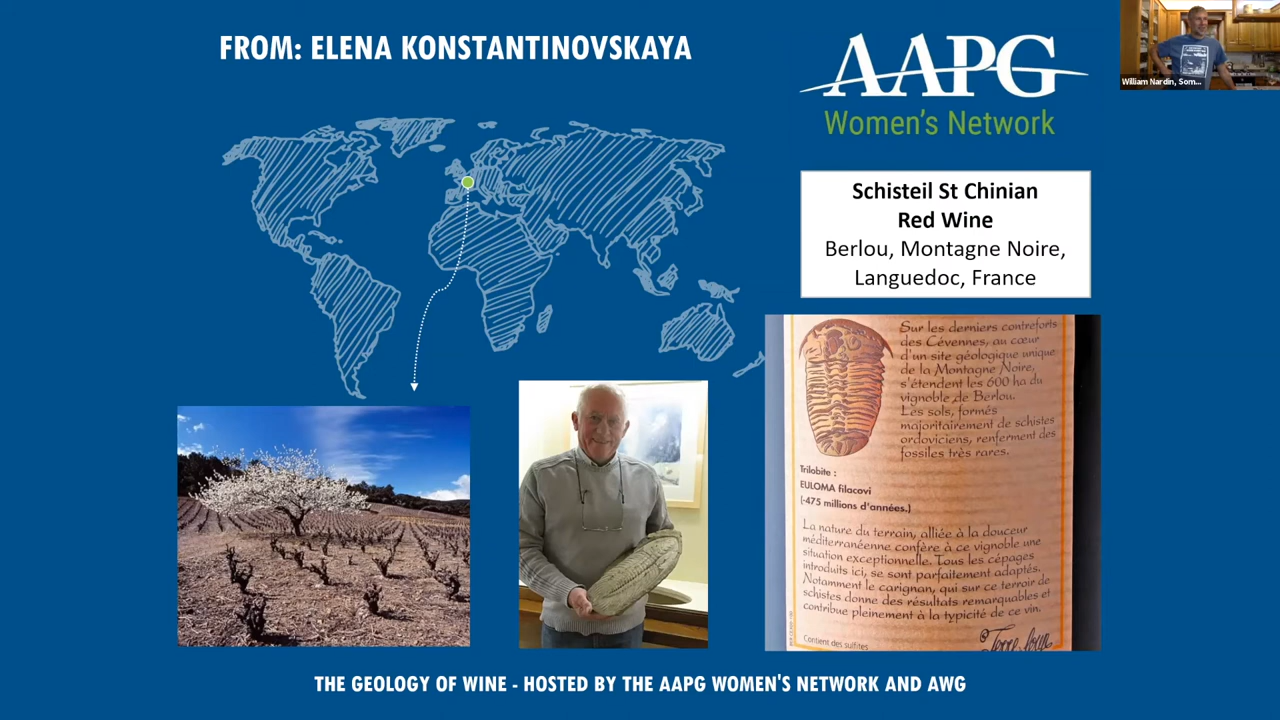 FROM: ELENA KONSTANTINOVSKAYA
AAPG
Women's Network
William Nardin, Som...
Schisteil St Chinian
Red Wine
Berlou, Montagne Noire,
Languedoc, France
Sur les derniers contreforts
des Cévennes, au cœur
d'un site géologique unique
de la Montagne Noire,
s'étendent les 600 ha du
vignoble de Berlou.
Les sols, formés
majoritairement de schistes
ordoviciens, renferment des
fossiles très rares.
Trilobite :
EULOMA filacovi
(-475 millions d'années.)
La nature du terrain, alliée à la douceur
méditerranéenne confère à ce vignoble une
situation exceptionnelle. Tous les cépages
introduits ici, se sont parfaitement adaptés.
Notamment le carignan, qui sur ce terroir de
schistes donne des résultats remarquables et
contribue pleinement à la typicité de ce vin.
Contient des sulfites
THE GEOLOGY OF WINE - HOSTED BY THE AAPG WOMEN'S NETWORK AND AWG